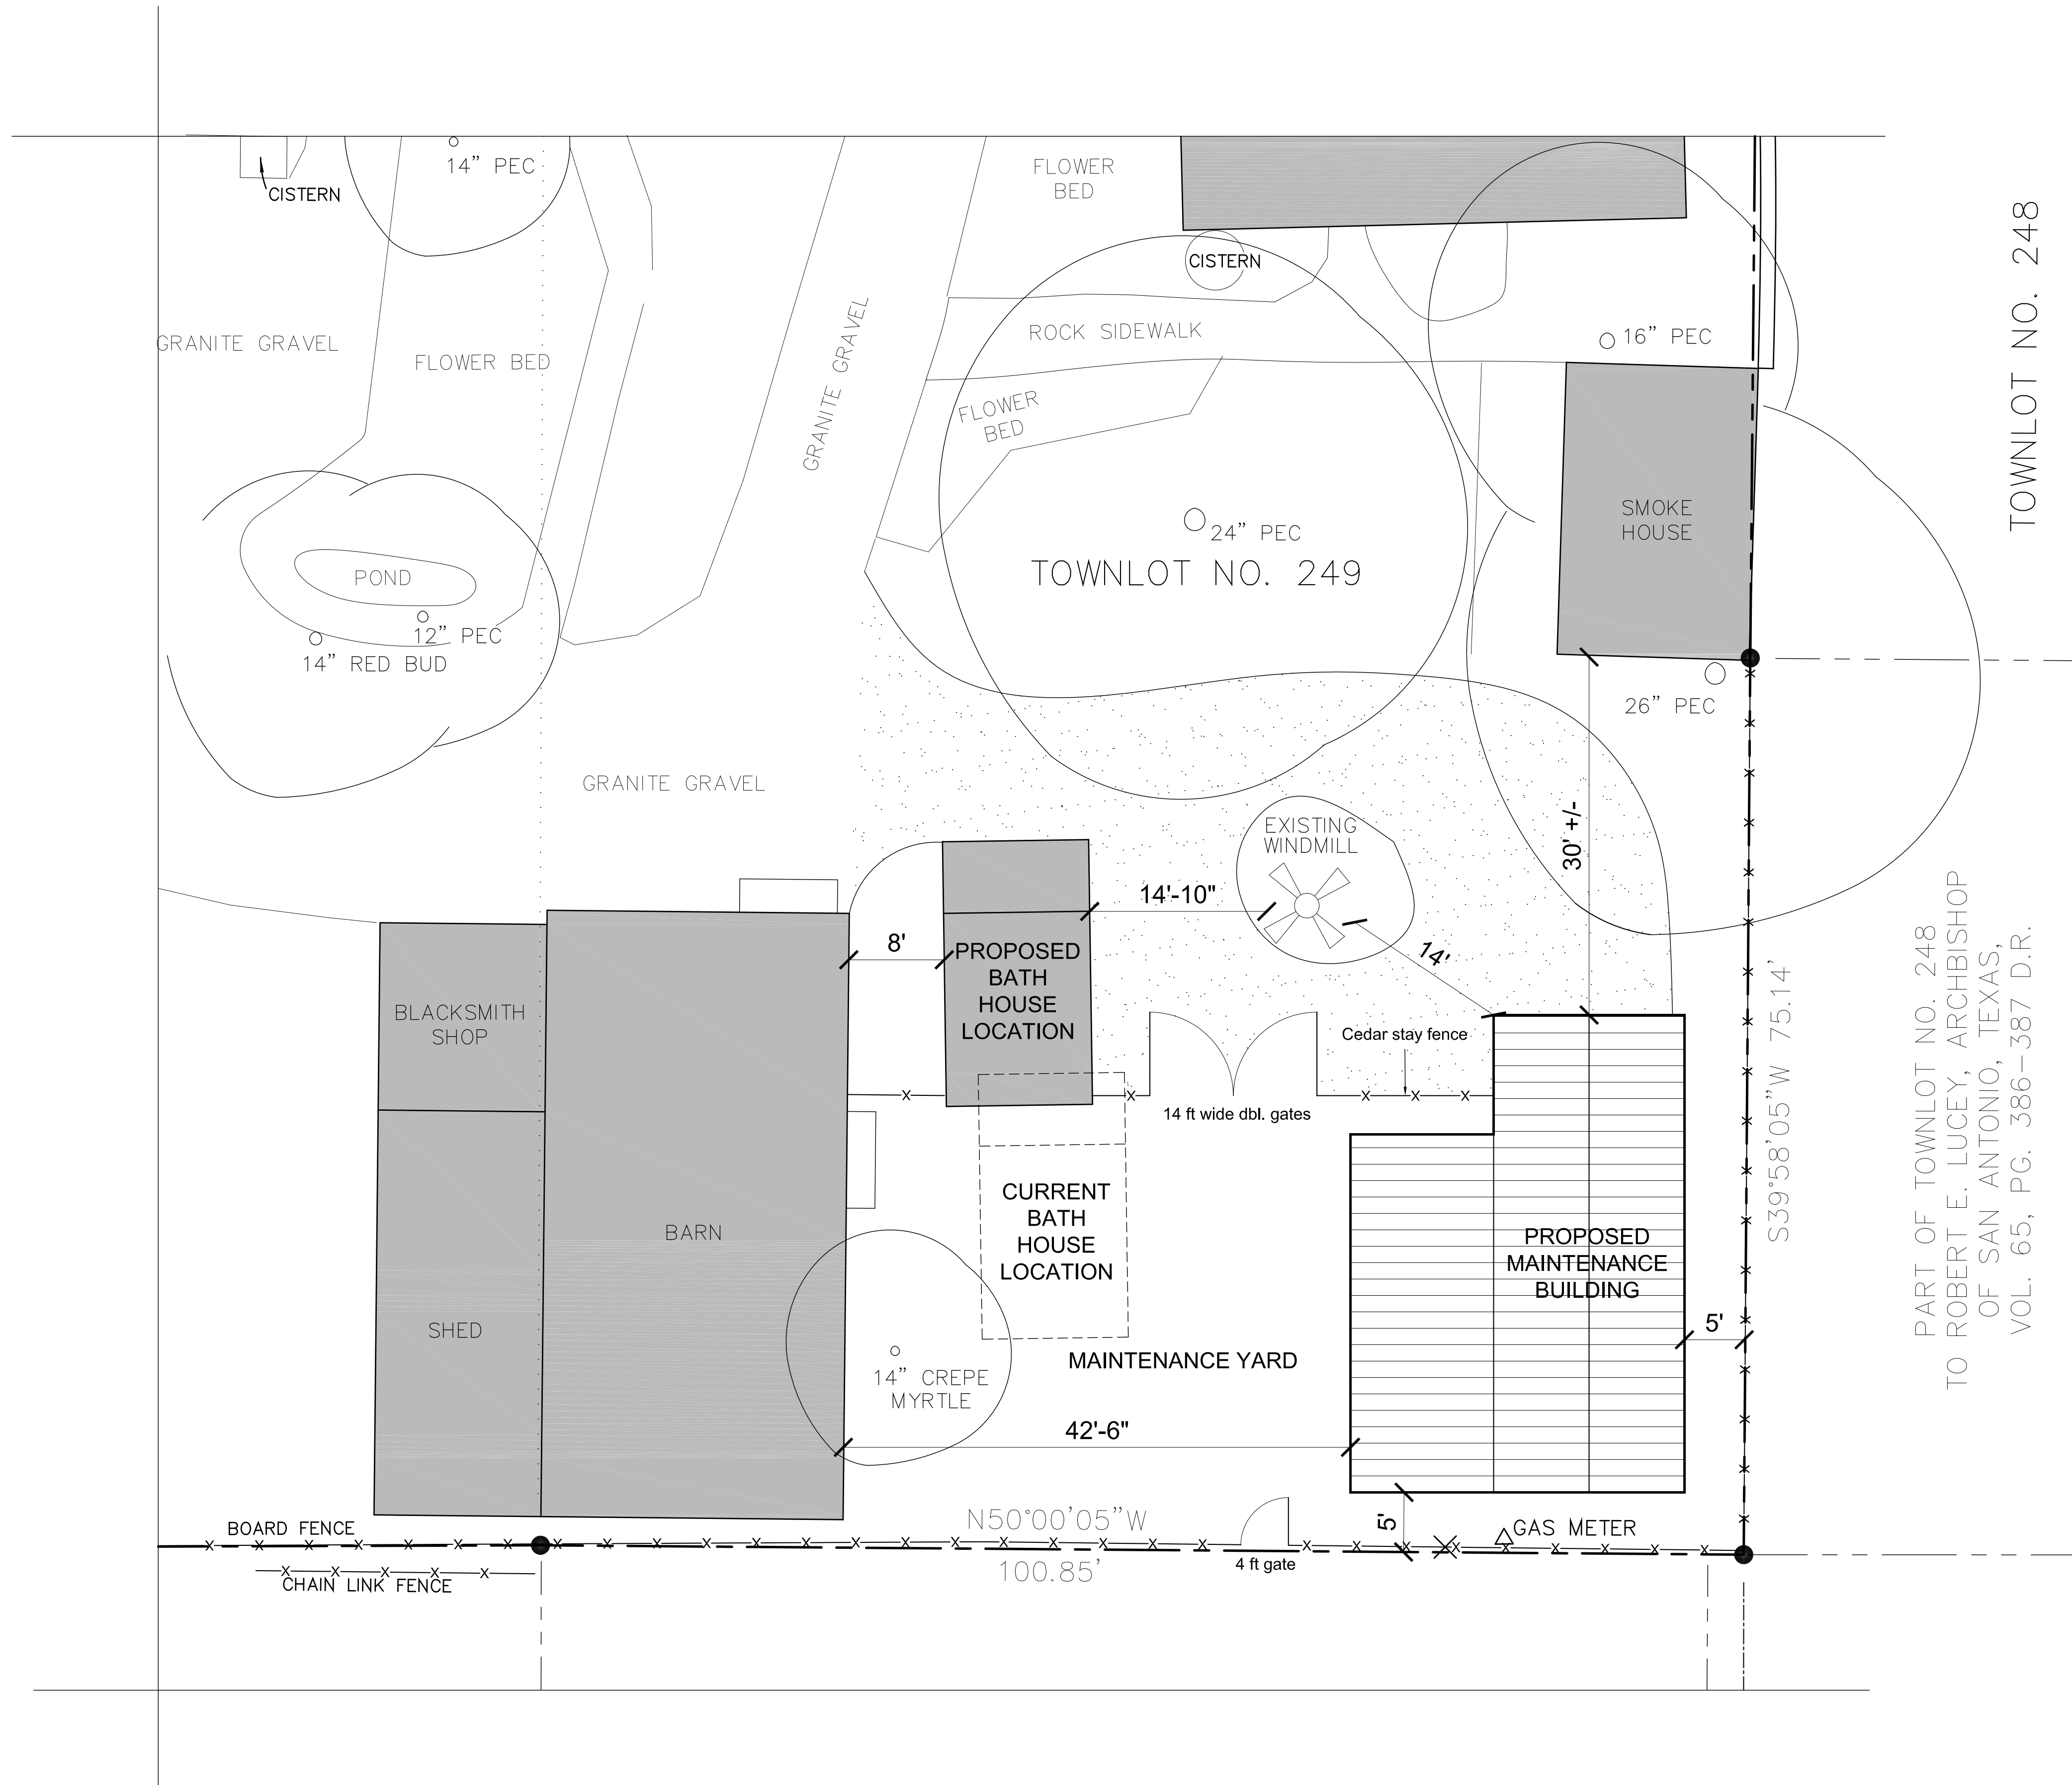 14” PEC
CISTERN
FLOWER
BED
CISTERN
TOWNLOT NO. 248
GRANITE GRAVEL
FLOWER BED
GRANITE GRAVEL
ROCK SIDEWALK
16” PEC
FLOWER
BED
SMOKE
HOUSE
24” PEC
TOWNLOT NO. 249
POND
12” PEC
14” RED BUD
26” PEC
GRANITE GRAVEL
EXISTING
WINDMILL
30' +/-
14'-10"
8'
14'
PROPOSED
BATH
HOUSE
LOCATION
BLACKSMITH
SHOP
Cedar stay fence
14 ft wide dbl. gates
S39°58’05”W 75.14’
PART OF TOWNLOT NO. 248
TO ROBERT E. LUCEY, ARCHBISHOP
OF SAN ANTONIO, TEXAS,
VOL. 65, PG. 386–387 D.R.
CURRENT
BATH
HOUSE
LOCATION
BARN
PROPOSED
MAINTENANCE
BUILDING
SHED
5'
MAINTENANCE YARD
14” CREPE
MYRTLE
42'-6"
N50°00’05”W
100.85’
5'
GAS METER
4 ft gate
BOARD FENCE
CHAIN LINK FENCE